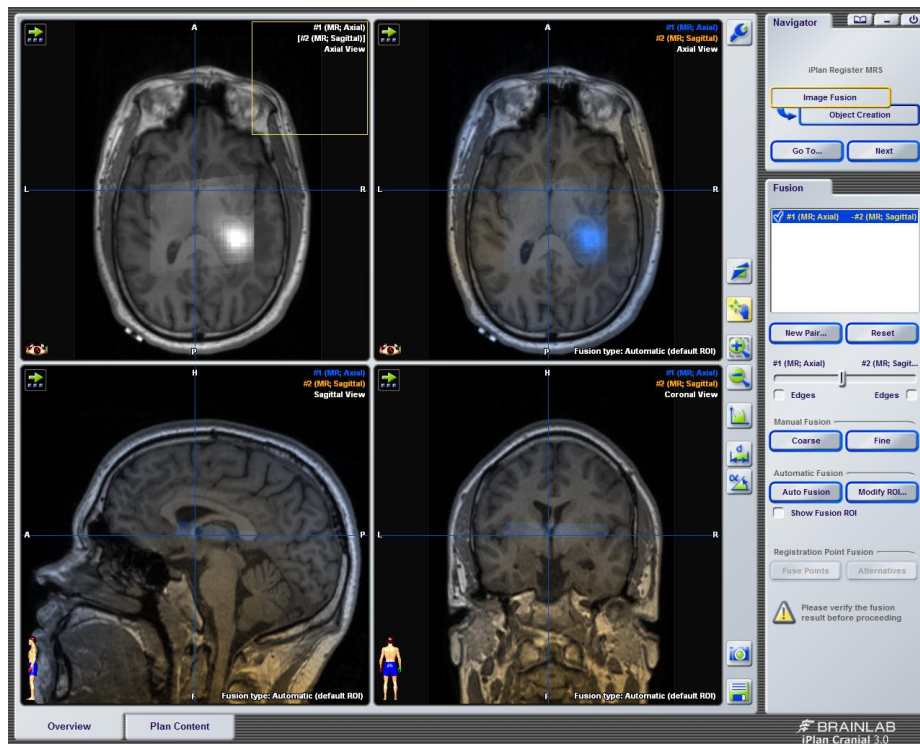 A
#1 (MR; Axial)
[#2 (MR; Sagittal)]
Axial View
L
R
P
A
#1 (MR; Axial)
#2 (MR; Sagittal)
Axial View
L
R
P
Fusion type: Automatic (default ROI)
H
#1 (MR; Axial)
#2 (MR; Sagittal)
Sagittal View
A
P
F
Fusion type: Automatic (default ROI)
H
#1 (MR; Axial)
#2 (MR; Sagittal)
Coronal View
L
R
F
Fusion type: Automatic (default ROI)
d
α
Overview
Plan Content
Navigator
iPlan Register MRS
Image Fusion
Object Creation
Go To...
Next
Fusion
#1 (MR; Axial) -#2 (MR; Sagittal)
New Pair...
Reset
#1 (MR; Axial) #2 (MR; Sagit...
Edges Edges
Manual Fusion
Coarse
Fine
Automatic Fusion
Auto Fusion
Modify ROI...
Show Fusion ROI
Registration Point Fusion
Fuse Points
Alternatives
Please verify the fusion
result before proceeding
BRAINLAB
iPlan Cranial 3.0